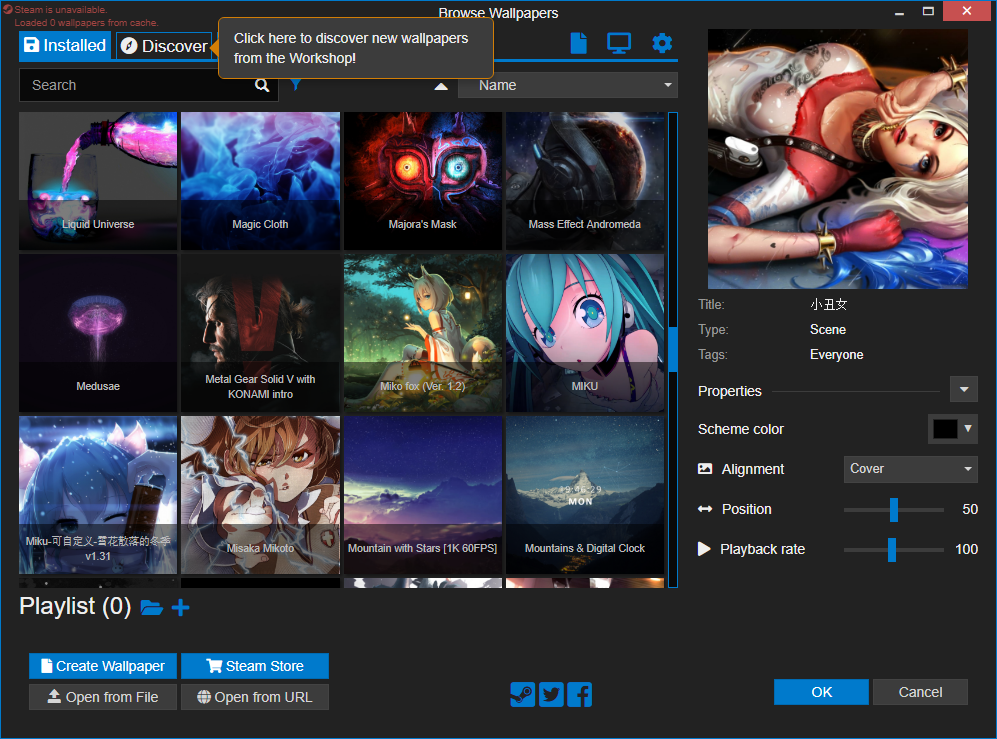 Steam is unavailable.
Loaded 0 wallpapers from cache.
Browse Wallpapers
Installed
Discover
Click here to discover new wallpapers
from the Workshop!
Search
Name
Liquid Universe
Magic Cloth
Majora's Mask
Mass Effect Andromeda
Medusae
Metal Gear Solid V with
KONAMI intro
Miko fox (Ver. 1.2)
MIKU
Miku-可自定义-雪花散落的冬季
v1.31
Misaka Mikoto
Mountain with Stars [1K 60FPS]
MON
Mountains & Digital Clock
Title: 小丑女
Type: Scene
Tags: Everyone
Properties
Scheme color
Alignment Cover
Position 50
Playback rate 100
Playlist (0)
Create Wallpaper
Steam Store
Open from File
Open from URL
OK
Cancel